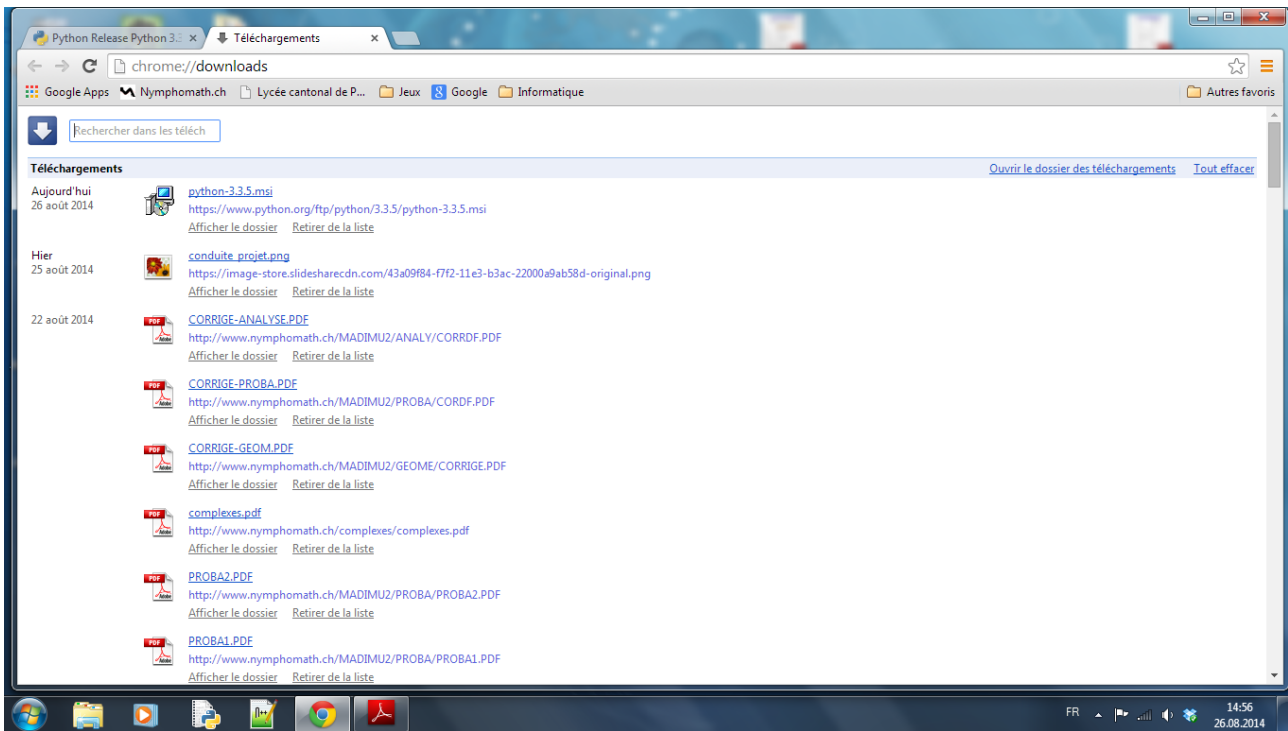 Python Release Python 3.3 Téléchargements
chrome://downloads
Google Apps Nymphomath.ch Lycée cantonal de P... Jeux Google Informatique Autres favoris
Rechercher dans les téléch
Téléchargements Ouvrir le dossier des téléchargements Tout effacer
Aujourd'hui python-3.3.5.msi
26 août 2014 https://www.python.org/ftp/python/3.3.5/python-3.3.5.msi
Afficher le dossier Retirer de la liste
Hier conduite_projet.png
25 août 2014 https://image-store.slidesharecdn.com/43a09f84-f7f2-11e3-b3ac-22000a9ab58d-original.png
Afficher le dossier Retirer de la liste
22 août 2014 CORRIGE-ANALYSE.PDF
http://www.nymphomath.ch/MADIMU2/ANALY/CORRDF.PDF
Afficher le dossier Retirer de la liste
CORRIGE-PROBA.PDF
http://www.nymphomath.ch/MADIMU2/PROBA/CORDF.PDF
Afficher le dossier Retirer de la liste
CORRIGE-GEOM.PDF
http://www.nymphomath.ch/MADIMU2/GEOME/CORRIGE.PDF
Afficher le dossier Retirer de la liste
complexes.pdf
http://www.nymphomath.ch/complexes/complexes.pdf
Afficher le dossier Retirer de la liste
PROBA2.PDF
http://www.nymphomath.ch/MADIMU2/PROBA/PROBA2.PDF
Afficher le dossier Retirer de la liste
PROBA1.PDF
http://www.nymphomath.ch/MADIMU2/PROBA/PROBA1.PDF
Afficher le dossier Retirer de la liste
FR 14:56
26.08.2014